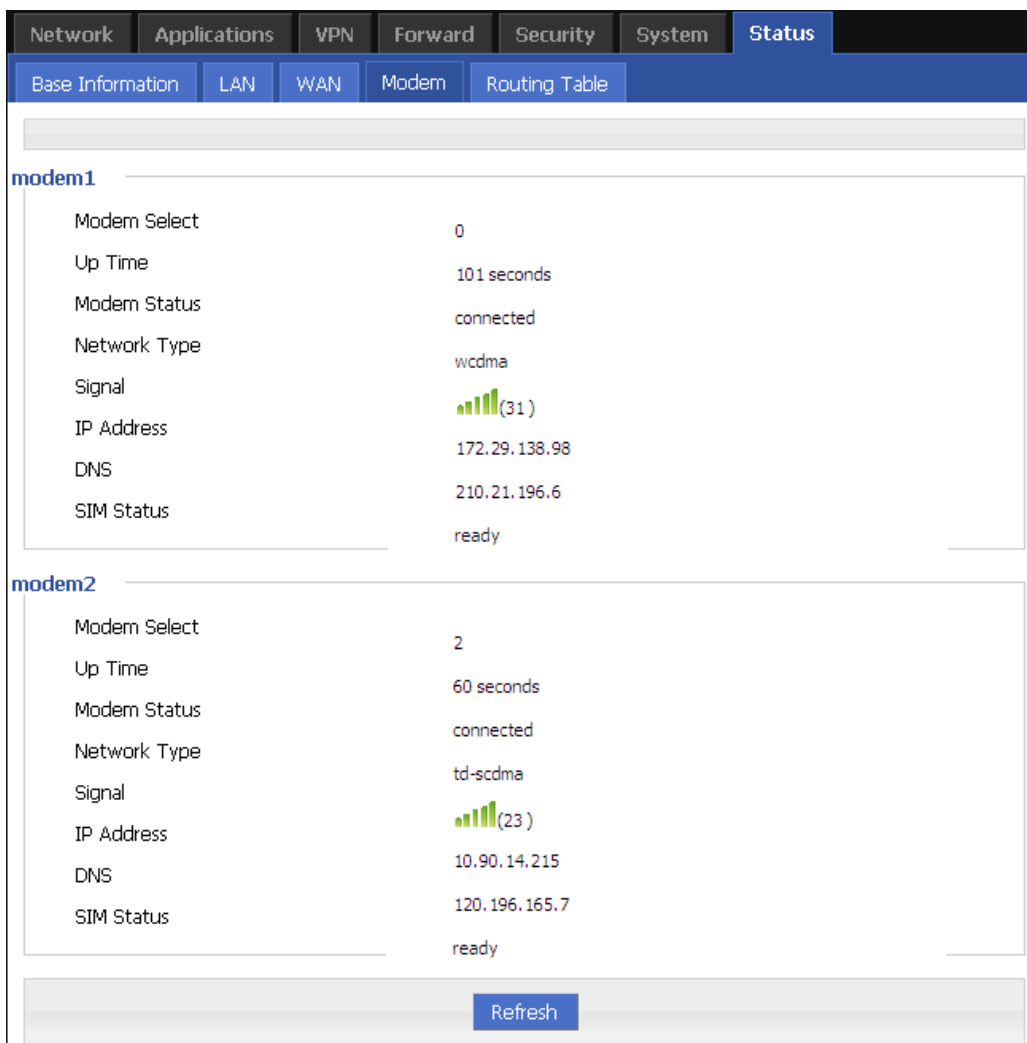 Network Applications VPN Forward Security System Status
Base Information LAN WAN Modem Routing Table
modem1
Modem Select 0
Up Time 101 seconds
Modem Status connected
Network Type wcdma
Signal (31)
IP Address 172.29.138.98
DNS 210.21.196.6
SIM Status ready
modem2
Modem Select 2
Up Time 60 seconds
Modem Status connected
Network Type td-scdma
Signal (23)
IP Address 10.90.14.215
DNS 120.196.165.7
SIM Status ready
Refresh